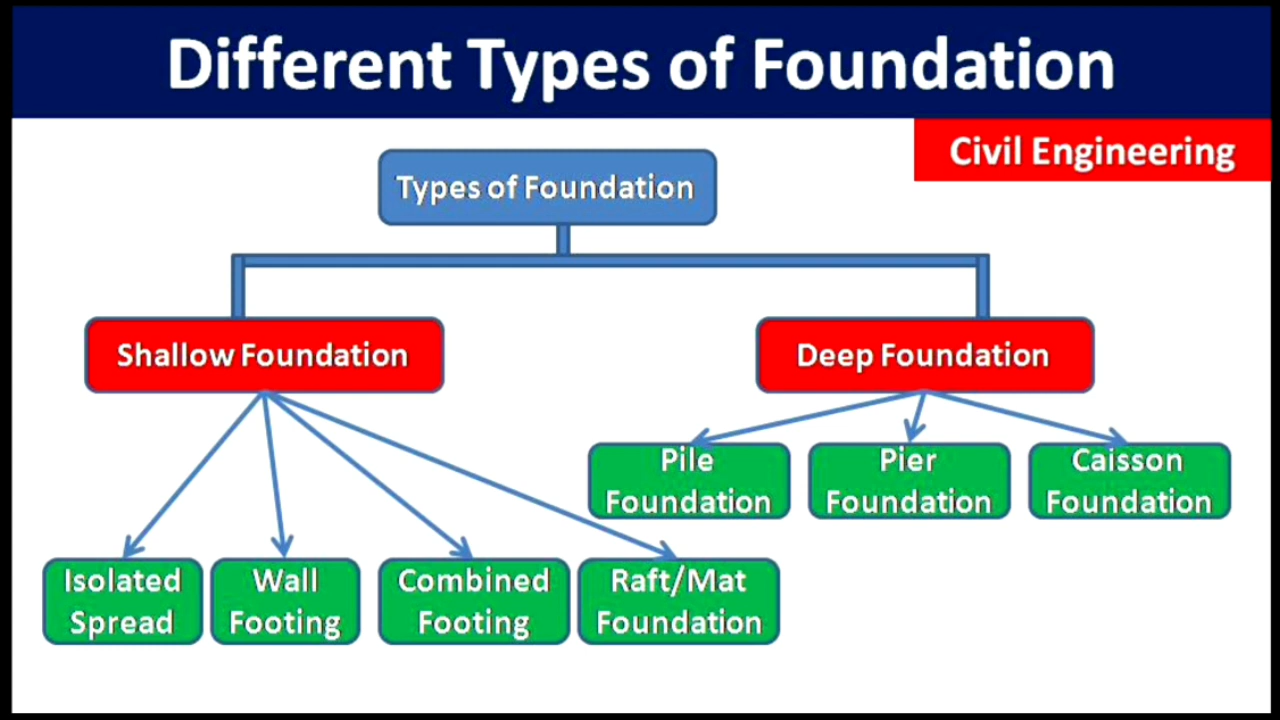 Different Types of Foundation
Civil Engineering
Types of Foundation
Shallow Foundation
Deep Foundation
Pile
Foundation
Pier
Foundation
Caisson
Foundation
Isolated
Spread
Wall
Footing
Combined
Footing
Raft/Mat
Foundation